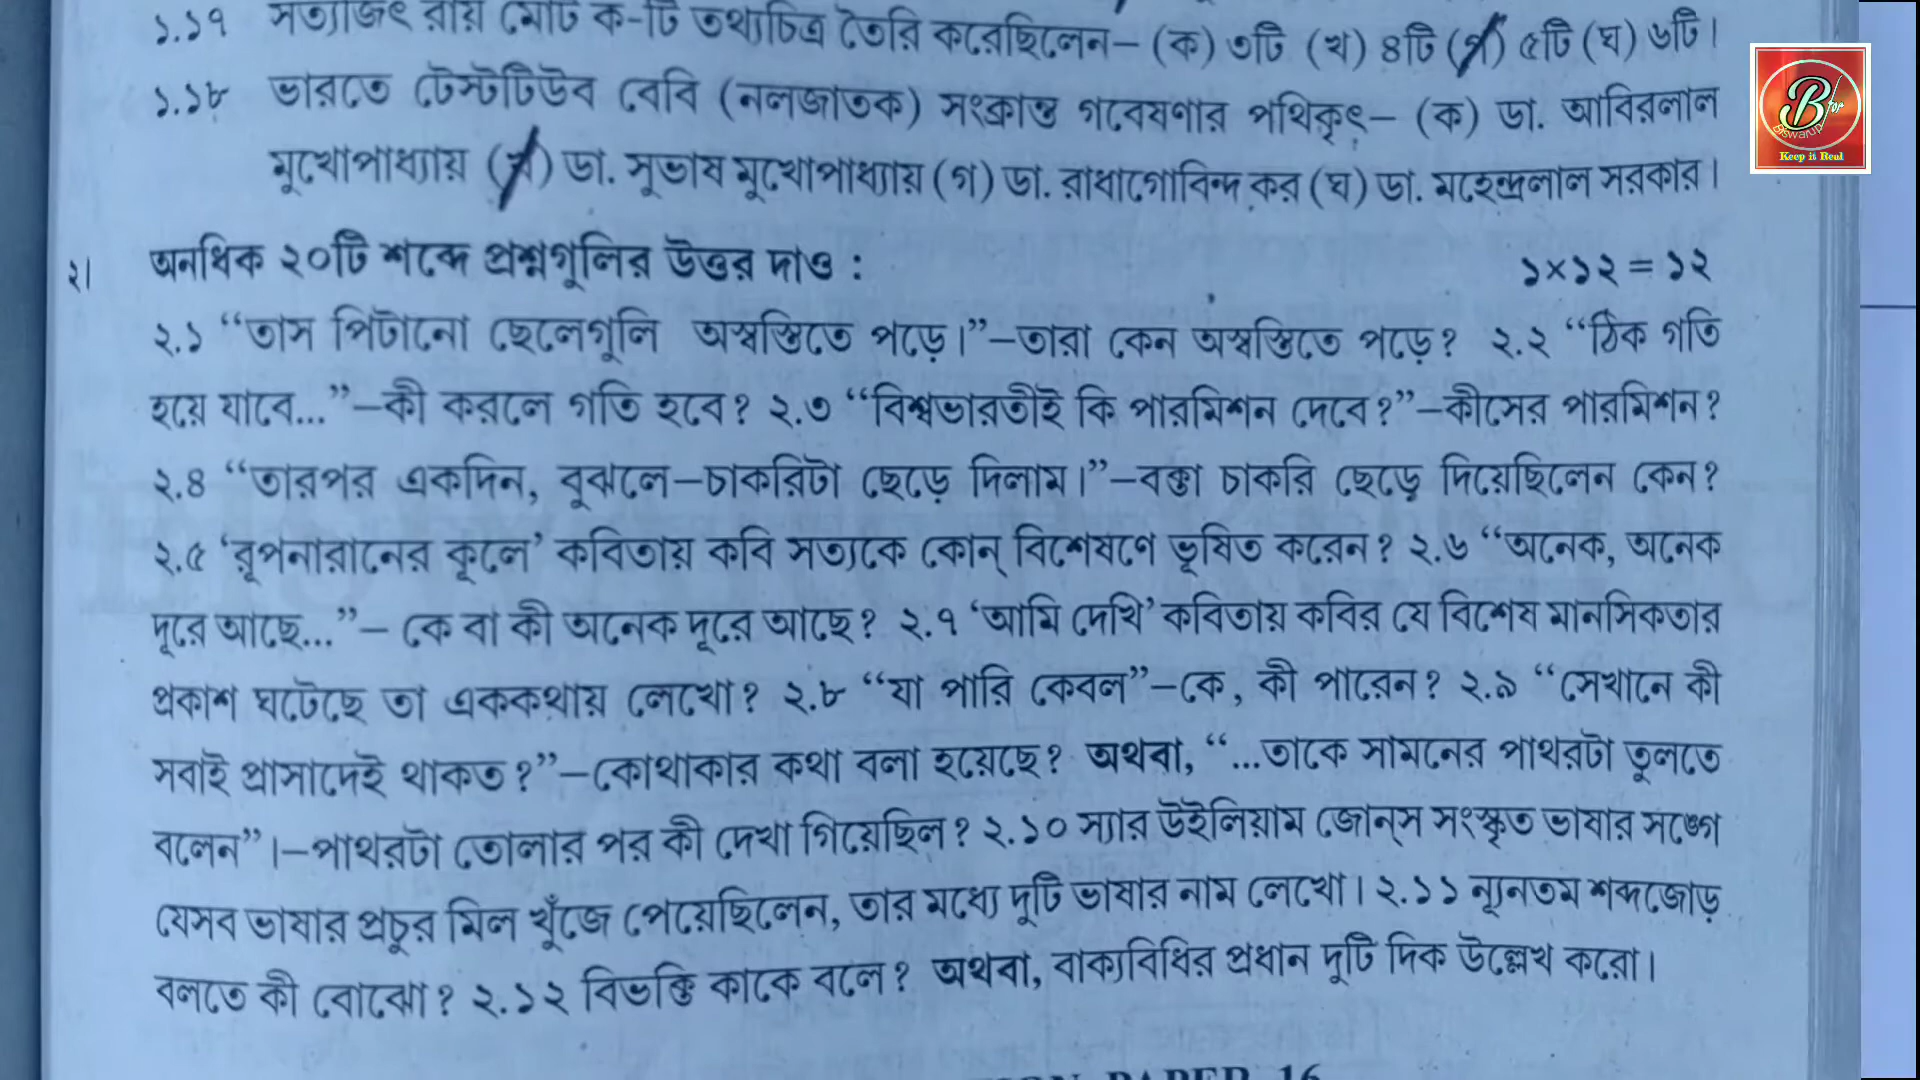 ১.১৭ সত্যজিৎ রায় মোট ক-টি তথ্যচিত্র তৈরি করেছিলেন– (ক) ৩টি (খ) ৪টি (গ) ৫টি (ঘ) ৬টি।
১.১৮ ভারতে টেস্টটিউব বেবি (নলজাতক) সংক্রান্ত গবেষণার পথিকৃৎ– (ক) ডা. আবিরলাল
মুখোপাধ্যায় (খ) ডা. সুভাষ মুখোপাধ্যায় (গ) ডা. রাধাগোবিন্দ কর (ঘ) ডা. মহেন্দ্রলাল সরকার।
২। অনধিক ২০টি শব্দে প্রশ্নগুলির উত্তর দাও : ১×১২ = ১২
২.১ “তাস পিটানো ছেলেগুলি অস্বস্তিতে পড়ে।”–তারা কেন অস্বস্তিতে পড়ে? ২.২ “ঠিক গতি
হয়ে যাবে...”–কী করলে গতি হবে? ২.৩ “বিশ্বভারতীই কি পারমিশন দেবে?”–কীসের পারমিশন?
২.৪ “তারপর একদিন, বুঝলে–চাকরিটা ছেড়ে দিলাম।”–বক্তা চাকরি ছেড়ে দিয়েছিলেন কেন?
২.৫ ‘রূপনারানের কূলে’ কবিতায় কবি সত্যকে কোন্ বিশেষণে ভূষিত করেন? ২.৬ “অনেক, অনেক
দূরে আছে...”– কে বা কী অনেক দূরে আছে? ২.৭ ‘আমি দেখি’ কবিতায় কবির যে বিশেষ মানসিকতার
প্রকাশ ঘটেছে তা এককথায় লেখো? ২.৮ “যা পারি কেবল”–কে, কী পারেন? ২.৯ “সেখানে কী
সবাই প্রাসাদেই থাকত?”–কোথাকার কথা বলা হয়েছে? অথবা, “...তাকে সামনের পাথরটা তুলতে
বলেন”।–পাথরটা তোলার পর কী দেখা গিয়েছিল? ২.১০ স্যার উইলিয়াম জোন্‌স সংস্কৃত ভাষার সঙ্গে
যেসব ভাষার প্রচুর মিল খুঁজে পেয়েছিলেন, তার মধ্যে দুটি ভাষার নাম লেখো। ২.১১ ন্যূনতম শব্দজোড়
বলতে কী বোঝো? ২.১২ বিভক্তি কাকে বলে? অথবা, বাক্যবিধির প্রধান দুটি দিক উল্লেখ করো।
PAPER 16
B for
Biswarup
Keep it Real